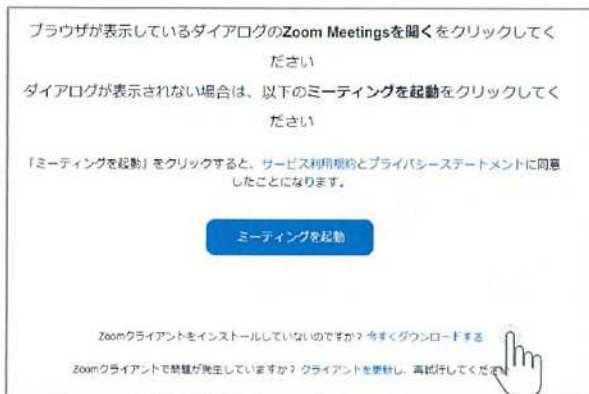 ブラウザが表示しているダイアログのZoom Meetingsを開くをクリックしてく
ださい
ダイアログが表示されない場合は、以下のミーティングを起動をクリックしてく
ださい
「ミーティングを起動」をクリックすると、サービス利用規約とプライバシーステートメントに同意
したことになります。
ミーティングを起動
Zoomクライアントをインストールしていないのですか? 今すぐダウンロードする
Zoomクライアントで問題が発生していますか? クライアントを更新し、再試行してくださ